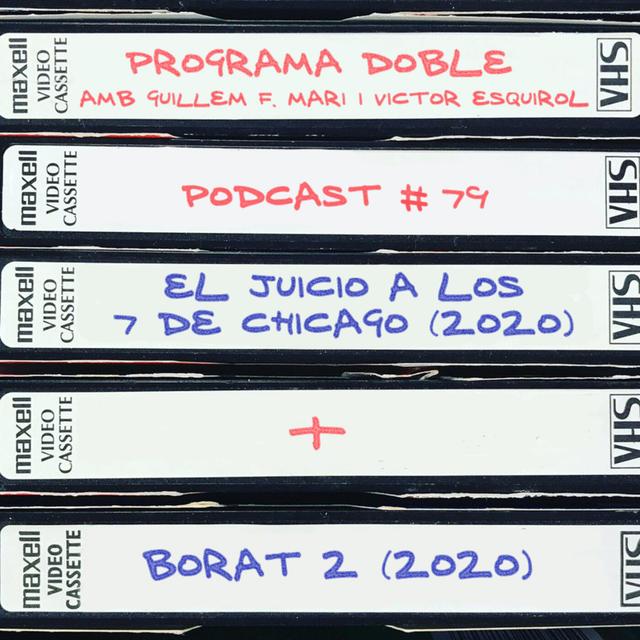 maxell
VIDEO
CASSETTE
PROGRAMA DOBLE
AMB GUILLEM F. MARI I VICTOR ESQUIROL
VHS
maxell
VIDEO
CASSETTE
PODCAST # 79
VHS
maxell
VIDEO
CASSETTE
EL JUICIO A LOS
7 DE CHICAGO (2020)
VHS
maxell
VIDEO
CASSETTE
+
VHS
maxell
VIDEO
CASSETTE
BORAT 2 (2020)
VHS